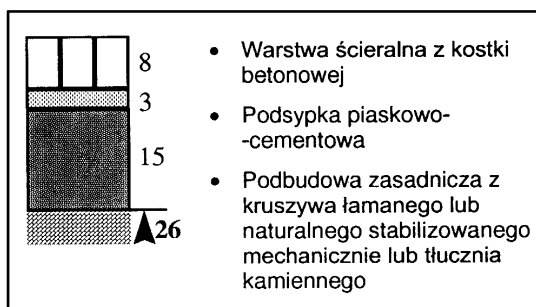 8
3
15
26
• Warstwa ścieralna z kostki
betonowej
• Podsypka piaskowo-
-cementowa
• Podbudowa zasadnicza z
kruszywa łamanego lub
naturalnego stabilizowanego
mechanicznie lub tłucznia
kamiennego